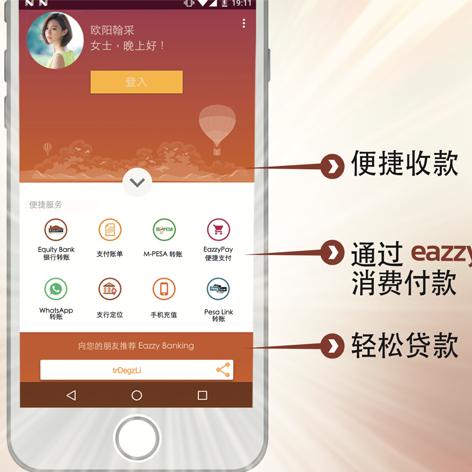 19:11
欧阳翰采
女士，晚上好！
登入
便捷收款
便捷服务
Equity Bank
银行转账
支付账单
M-PESA 转账
EazzyPay
便捷支付
通过 eazzy
消费付款
WhatsApp
转账
支行定位
手机充值
Pesa Link
转账
向您的朋友推荐 Eazzy Banking
轻松贷款
trDegzLi